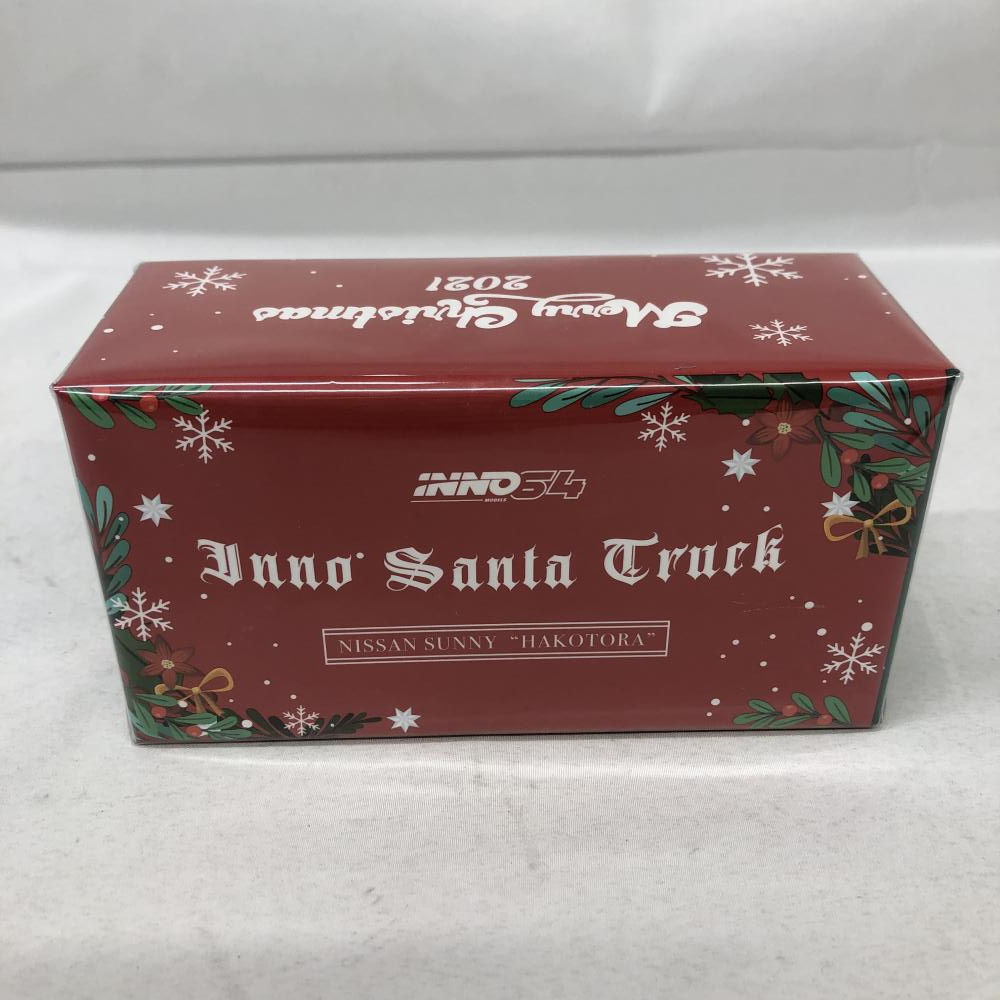 Merry Christmas
2021
INNO64
MODELS
Inno Santa Truck
NISSAN SUNNY “HAKOTORA”